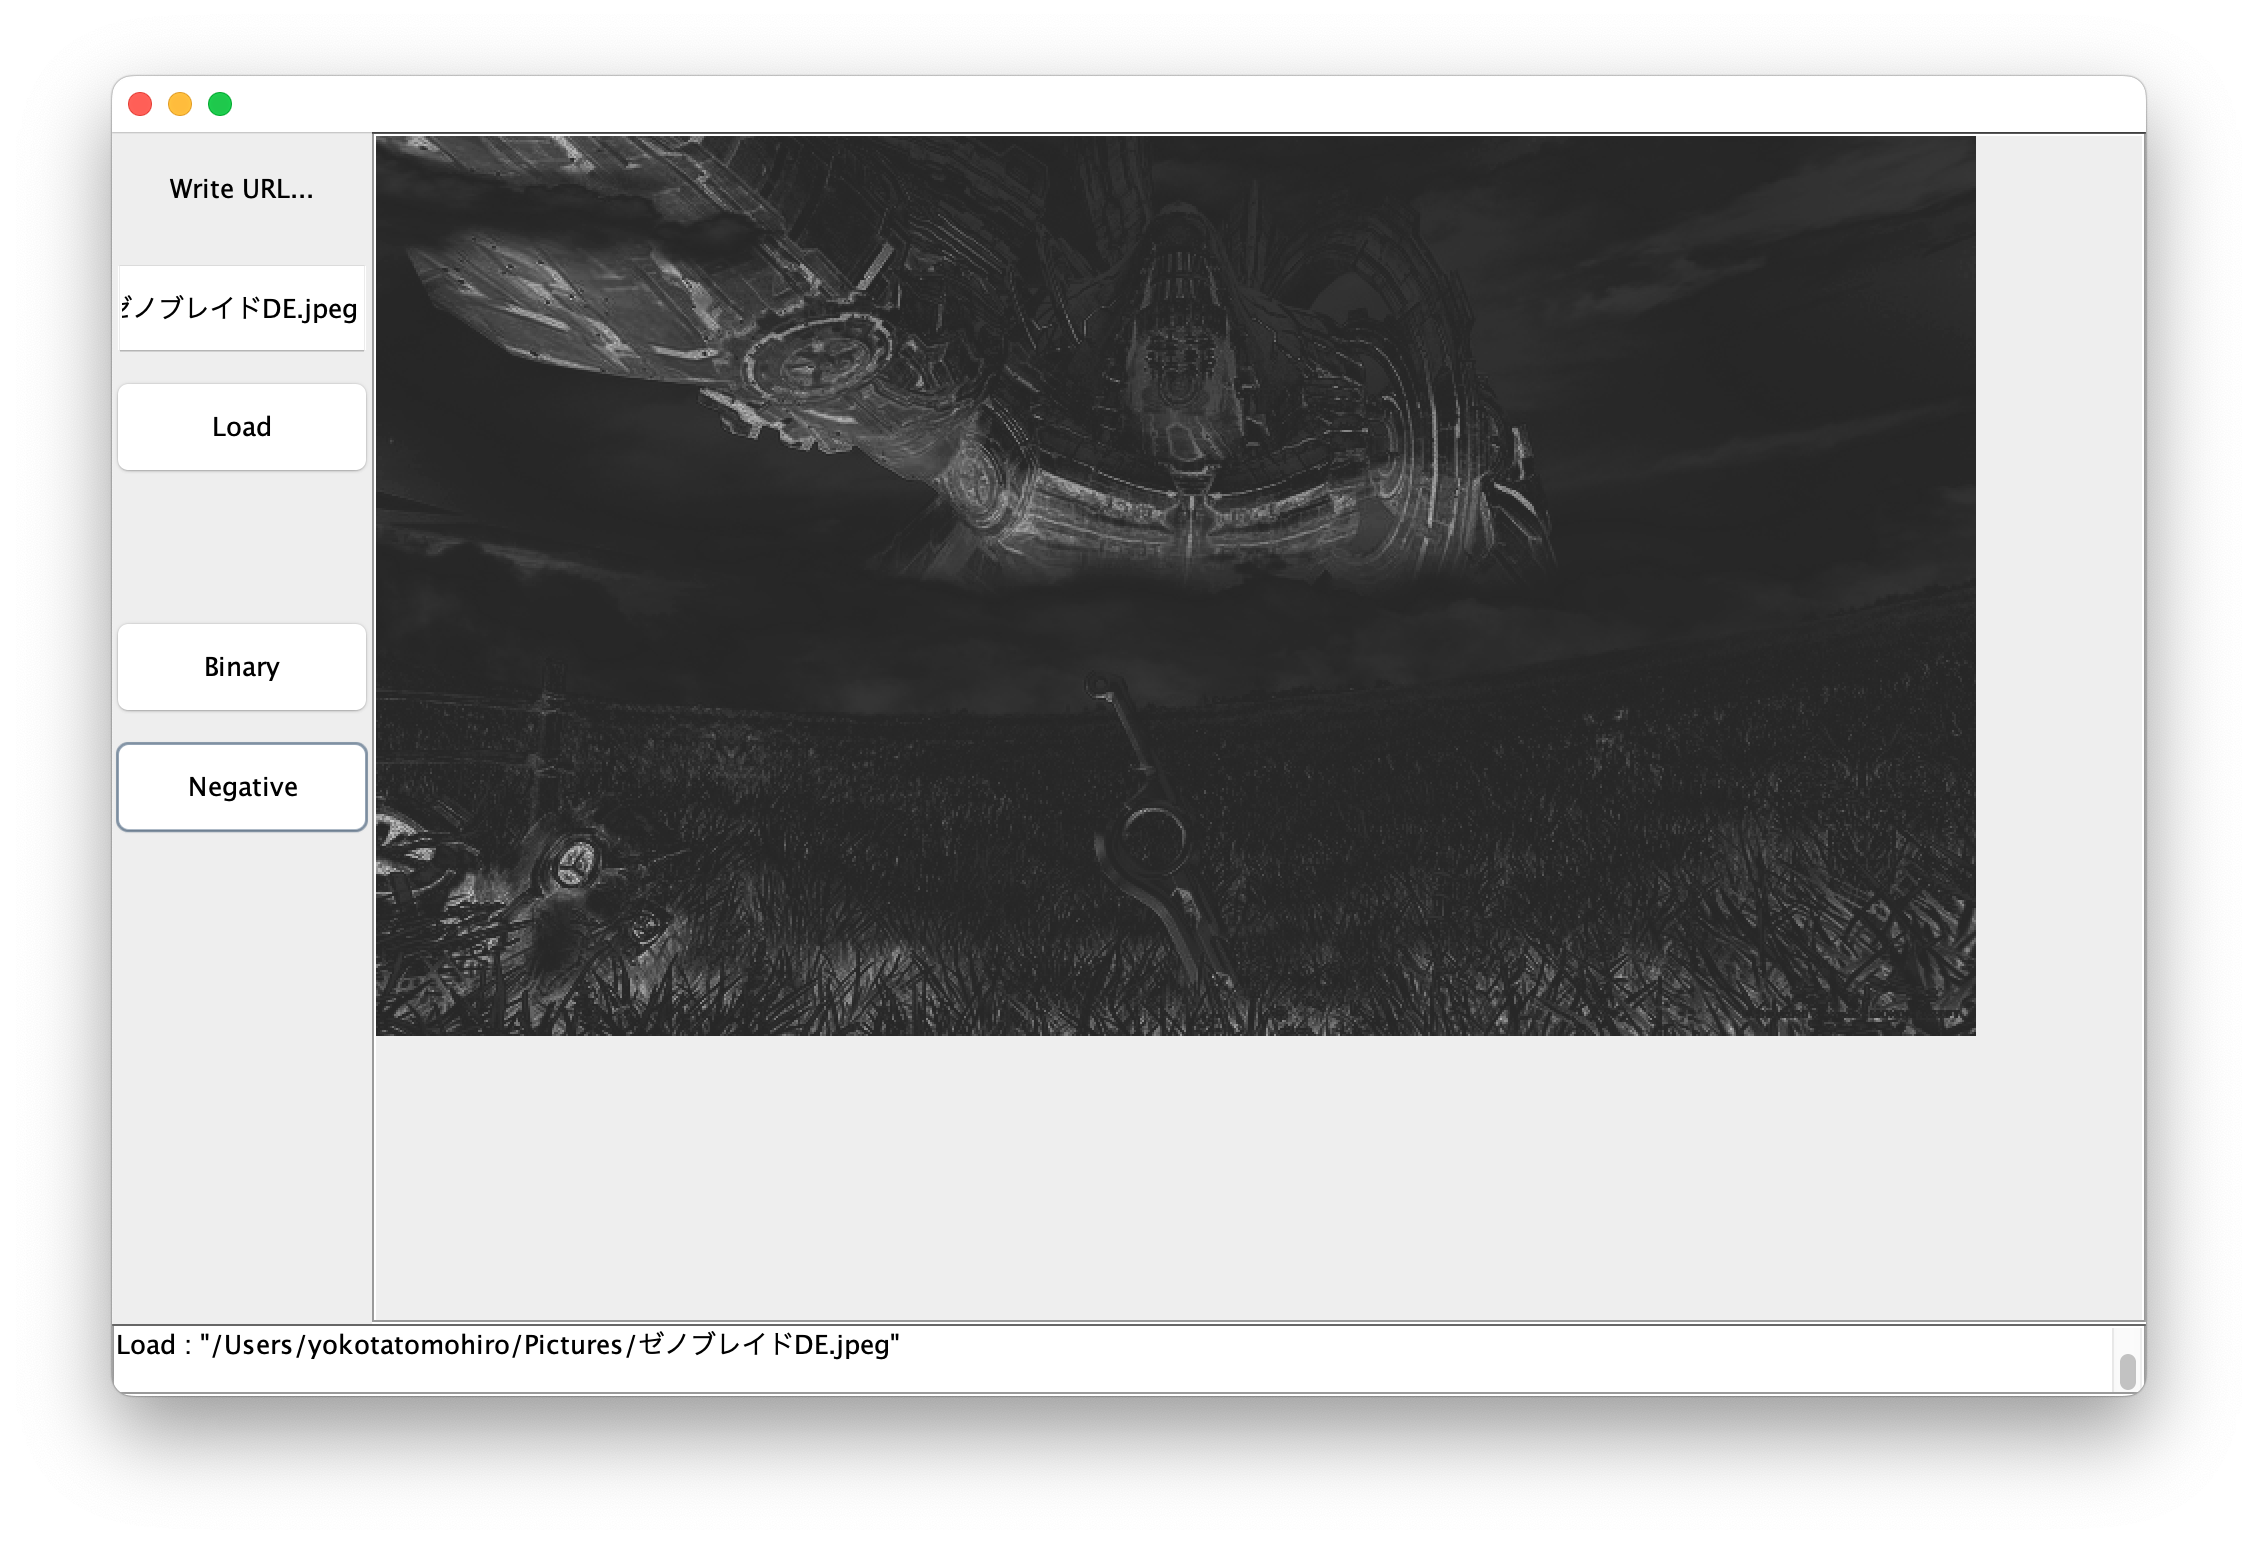 Write URL...
ゼノブレイドDE.jpeg
Load
Binary
Negative
Load : "/Users/yokotatomohiro/Pictures/ゼノブレイドDE.jpeg"